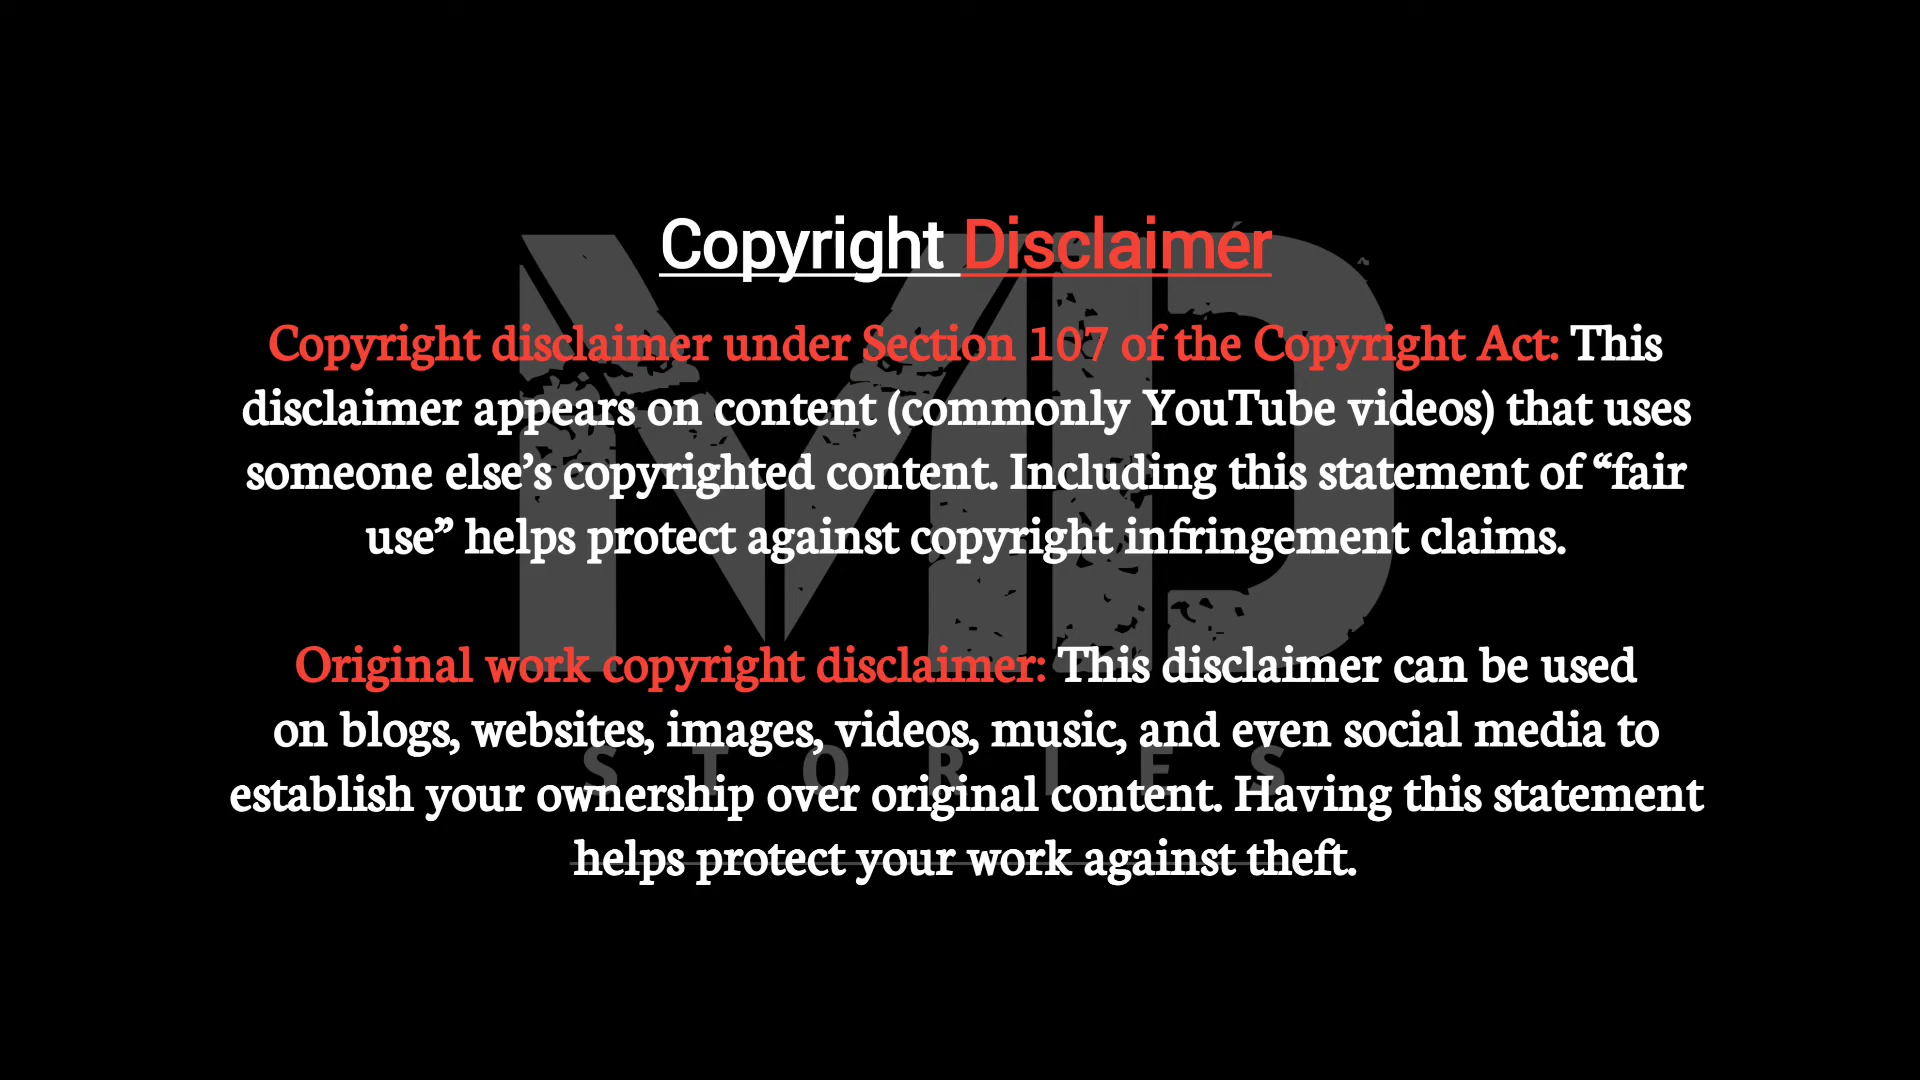 Copyright Disclaimer
Copyright disclaimer under Section 107 of the Copyright Act: This
disclaimer appears on content (commonly YouTube videos) that uses
someone else’s copyrighted content. Including this statement of “fair
use” helps protect against copyright infringement claims.
Original work copyright disclaimer: This disclaimer can be used
on blogs, websites, images, videos, music, and even social media to
establish your ownership over original content. Having this statement
helps protect your work against theft.
MD
STORIES